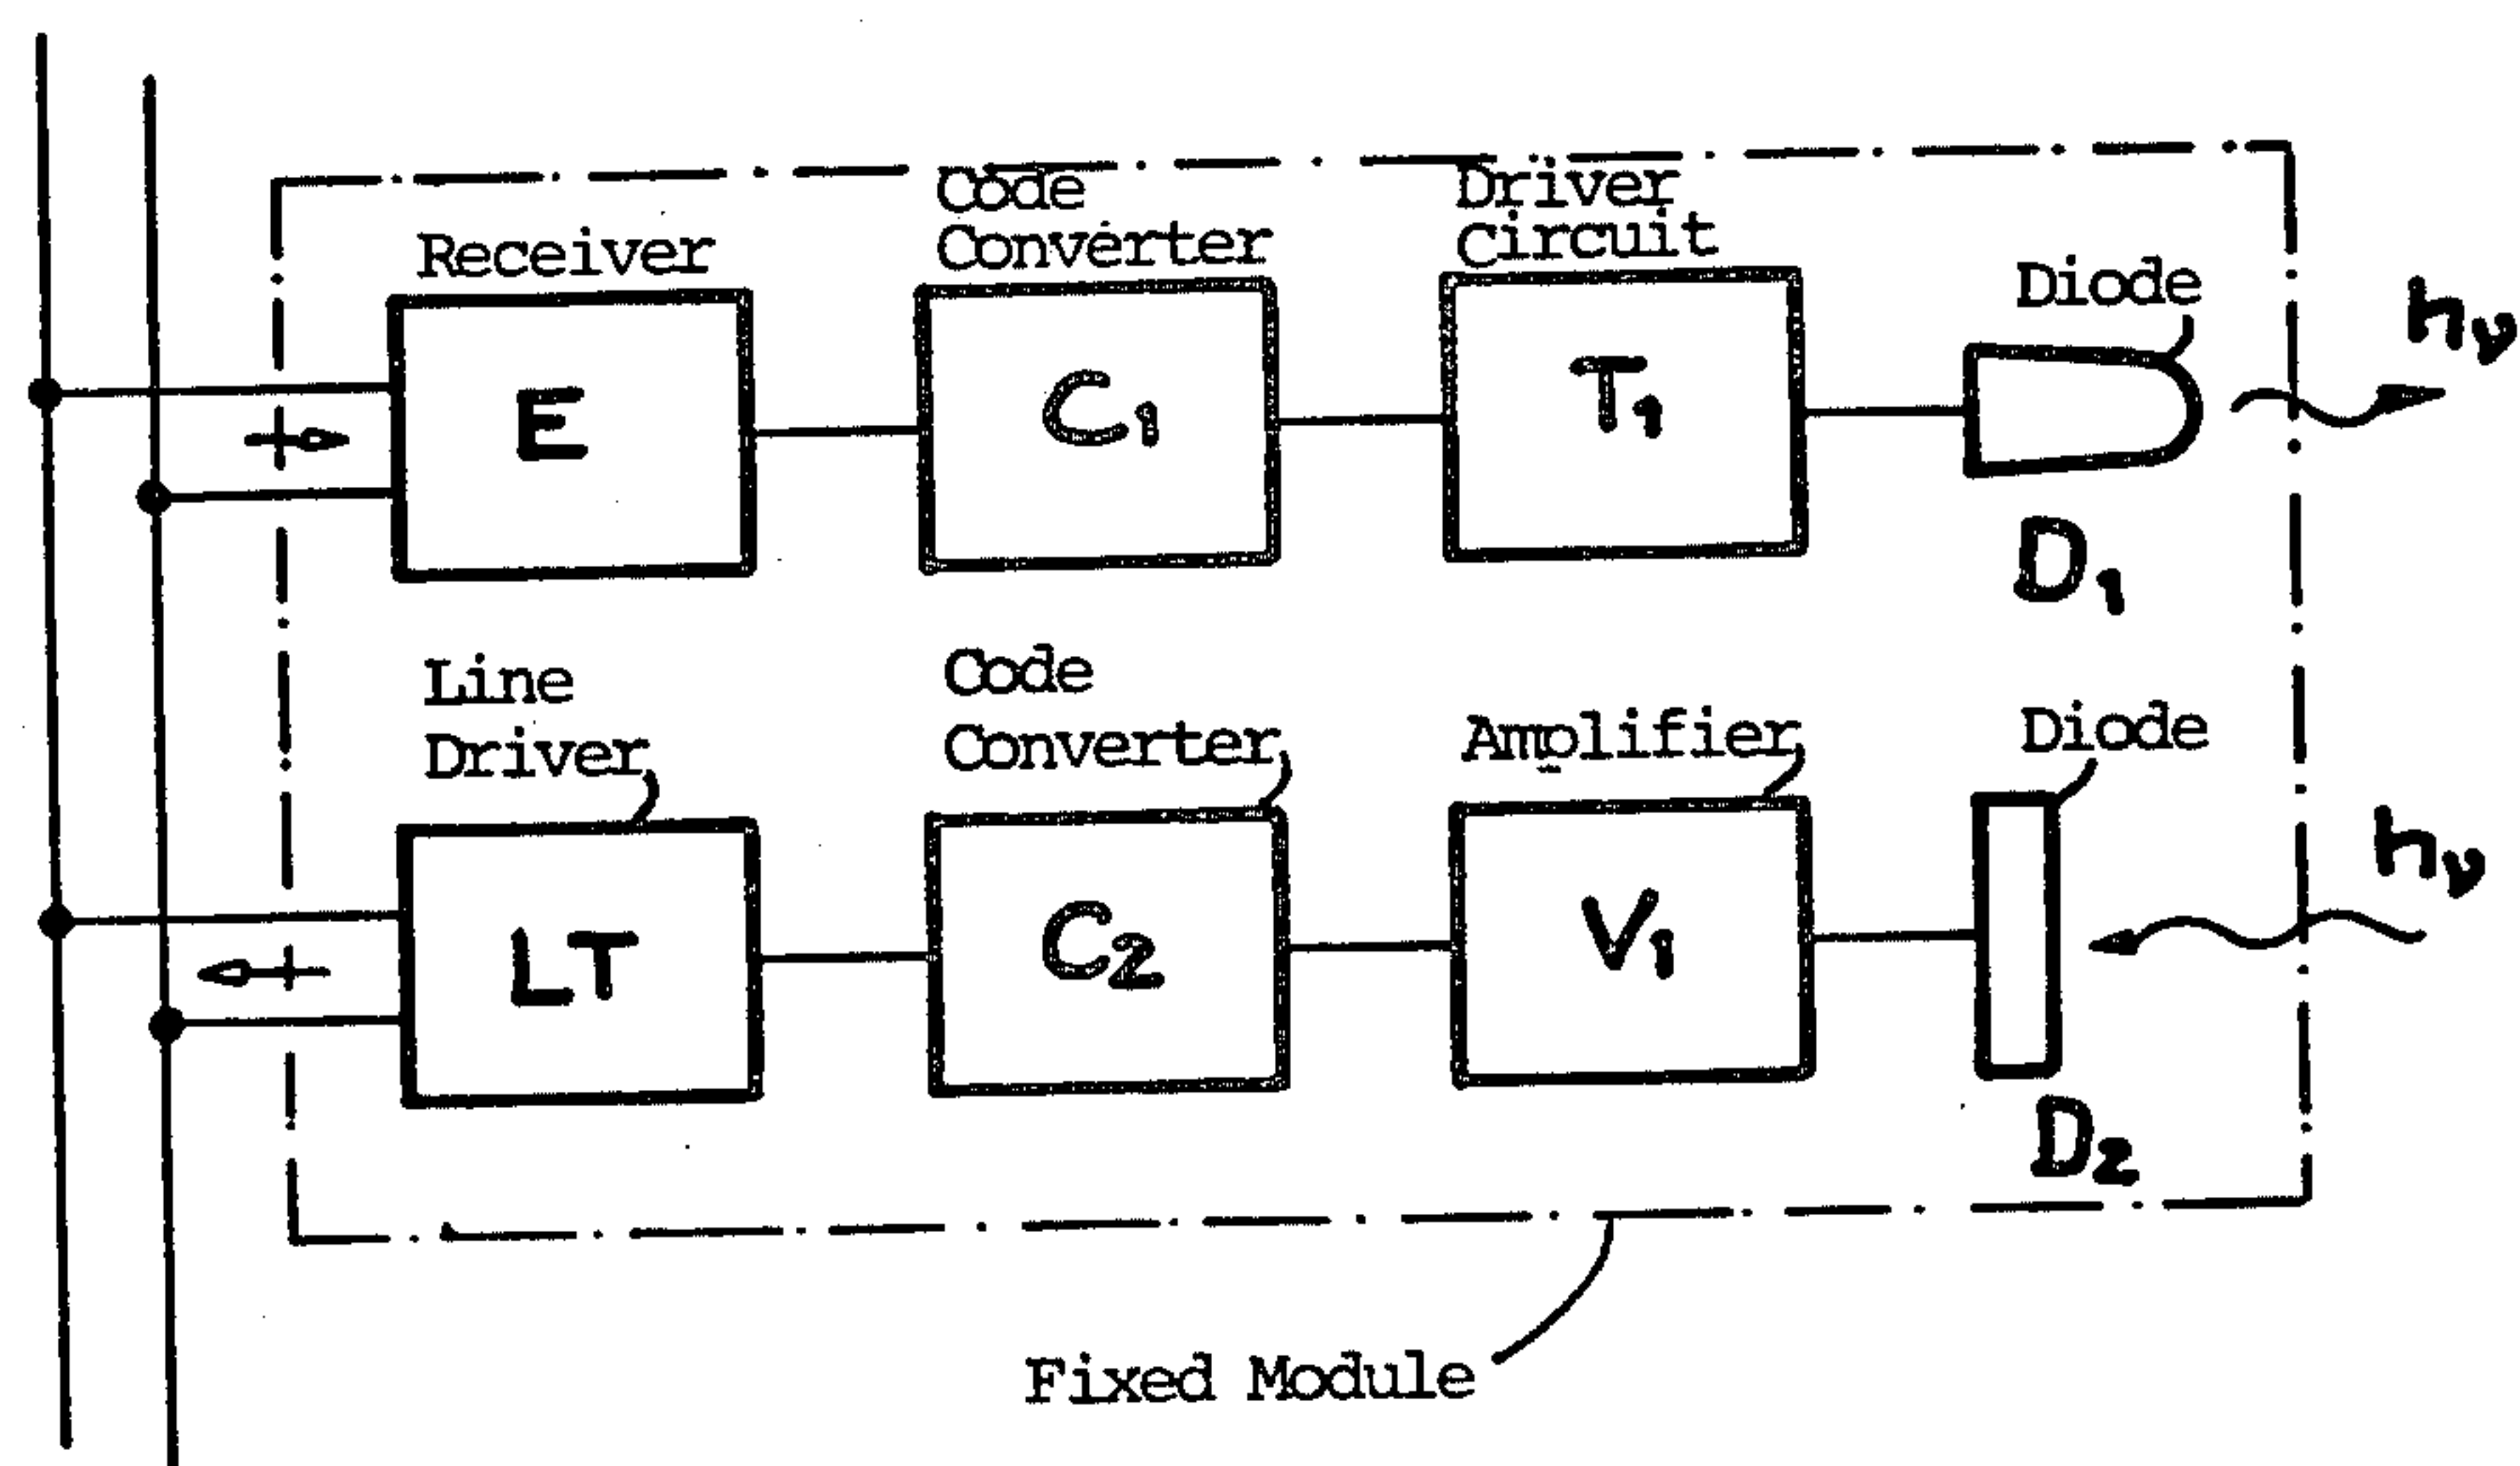 Receiver
Code
Converter
Driver
Circuit
Diode
hν
E
C1
T1
D1
Line
Driver
Code
Converter
Amplifier
Diode
hν
LT
C2
V1
D2
Fixed Module